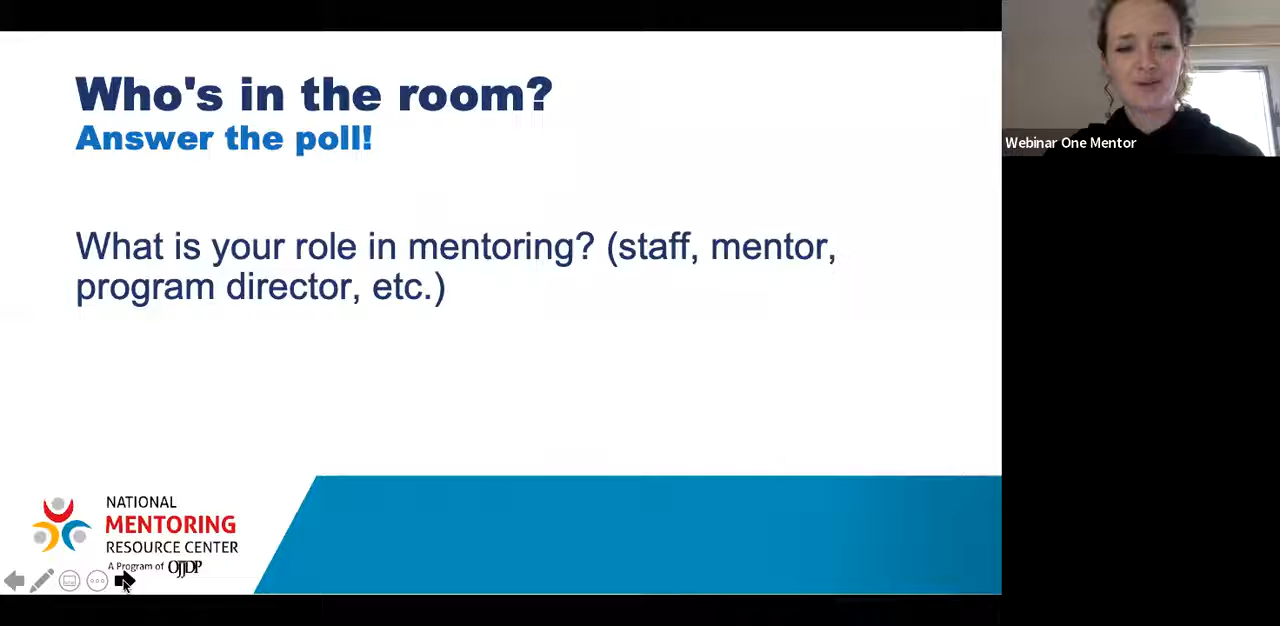 Who's in the room?
Answer the poll!
What is your role in mentoring? (staff, mentor,
program director, etc.)
NATIONAL
MENTORING
RESOURCE CENTER
A Program of OJJDP
Webinar One Mentor